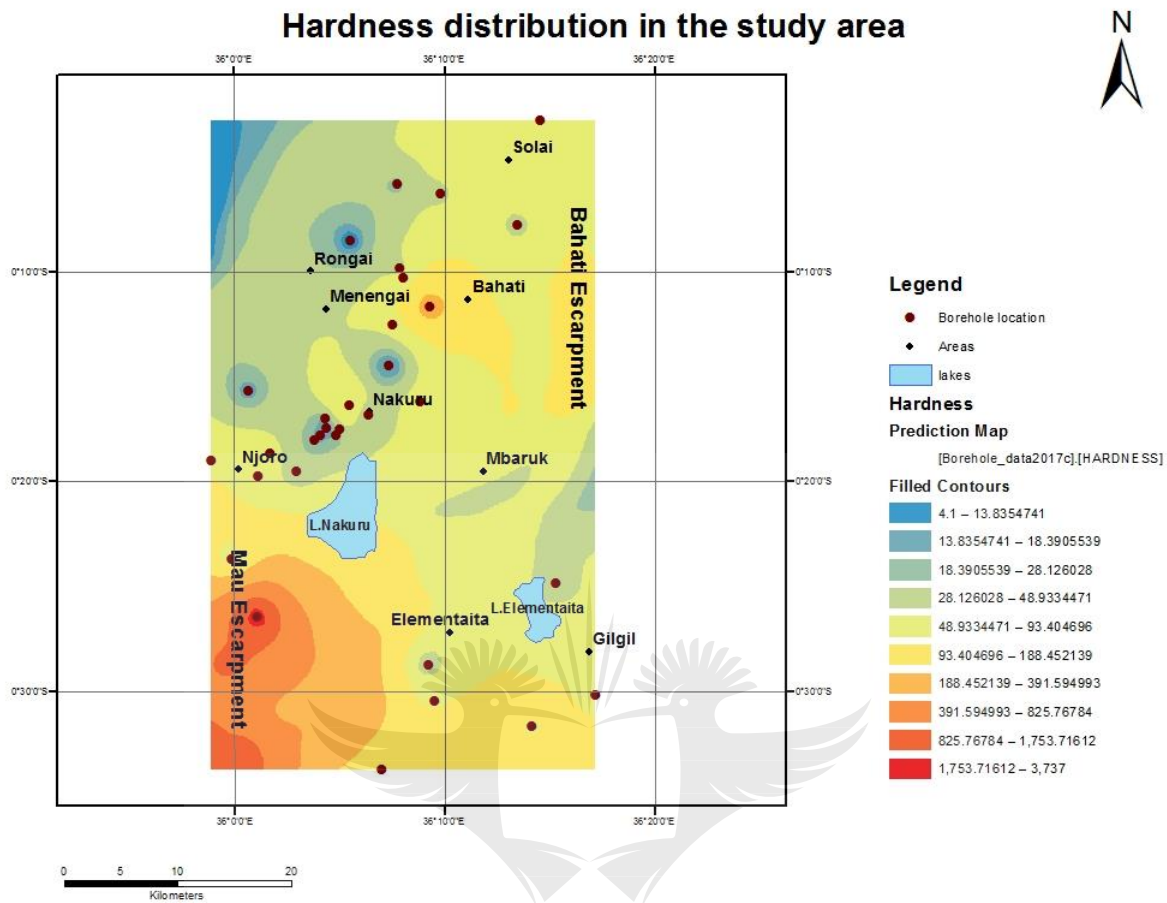 Hardness distribution in the study area
N
36°0'0"E
36°10'0"E
36°20'0"E
Solai
Bahati Escarpment
Rongai
0°10'0"S
0°10'0"S
Menengai
Bahati
Nakuru
Njoro
Mbaruk
0°20'0"S
0°20'0"S
L.Nakuru
Mau Escarpment
Elementaita
L.Elementaita
Gilgil
0°30'0"S
0°30'0"S
36°0'0"E
36°10'0"E
36°20'0"E
Legend
Borehole location
Areas
lakes
Hardness
Prediction Map
[Borehole_data2017c].[HARDNESS]
Filled Contours
4.1 – 13.8354741
13.8354741 – 18.3905539
18.3905539 – 28.126028
28.126028 – 48.9334471
48.9334471 – 93.404696
93.404696 – 188.452139
188.452139 – 391.594993
391.594993 – 825.76784
825.76784 – 1,753.71612
1,753.71612 – 3,737
0 5 10 20
Kilometers